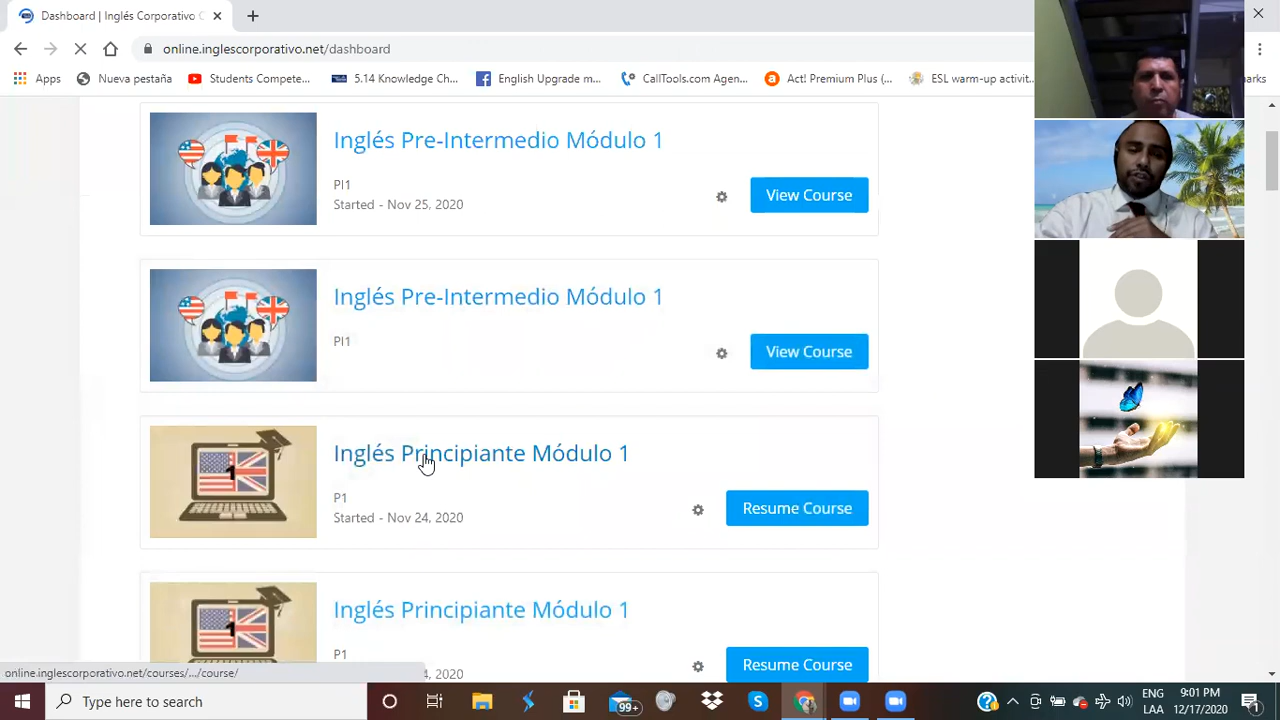 Dashboard | Inglés Corporativo C
online.inglescorporativo.net/dashboard
Apps
Nueva pestaña
Students Compete...
5.14 Knowledge Ch...
English Upgrade m...
CallTools.com Agen...
Act! Premium Plus (...
ESL warm-up activit...
Inglés Pre-Intermedio Módulo 1
PI1
Started - Nov 25, 2020
View Course
Inglés Pre-Intermedio Módulo 1
PI1
View Course
Inglés Principiante Módulo 1
P1
Started - Nov 24, 2020
Resume Course
1
Inglés Principiante Módulo 1
P1
Resume Course
1
online.inglescorporativo.net/courses/.../course/
Type here to search
99+
ENG
LAA
9:01 PM
12/17/2020
1